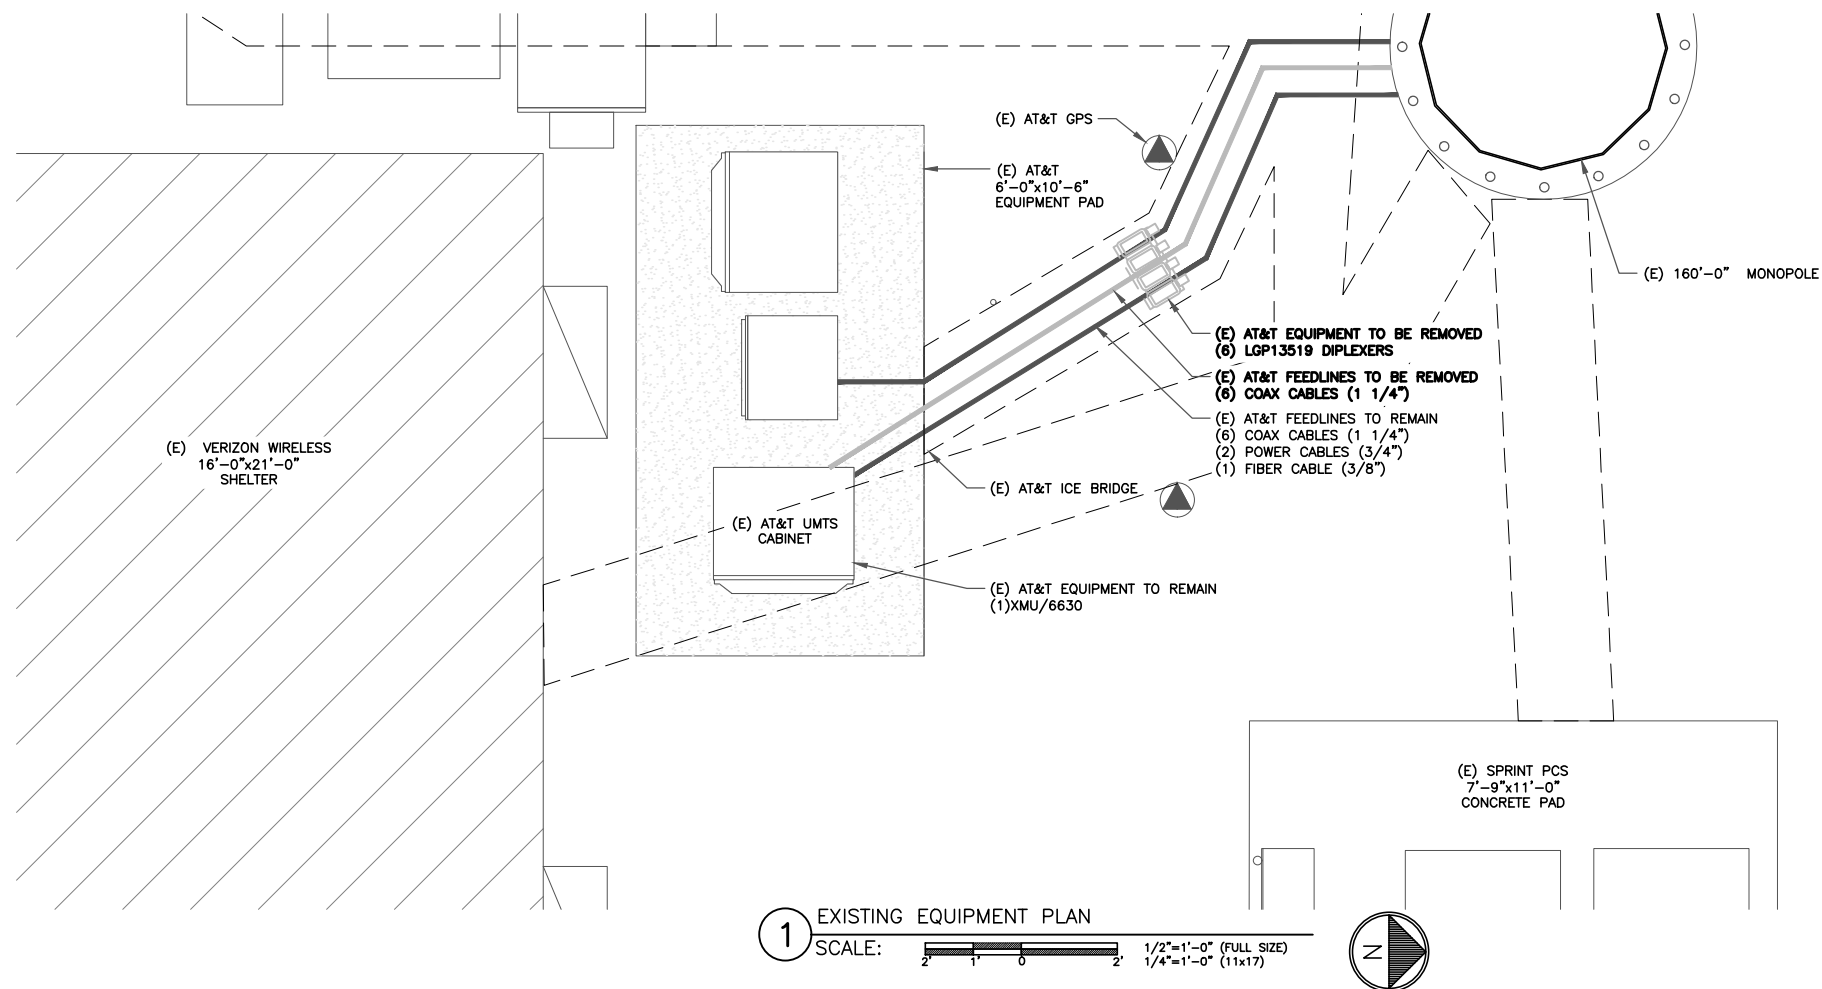 (E) AT&T GPS
(E) AT&T
6'-0"x10'-6"
EQUIPMENT PAD
(E) 160'-0" MONOPOLE
(E) AT&T EQUIPMENT TO BE REMOVED
(6) LGP13519 DIPLEXERS
(E) AT&T FEEDLINES TO BE REMOVED
(6) COAX CABLES (1 1/4")
(E) AT&T FEEDLINES TO REMAIN
(6) COAX CABLES (1 1/4")
(2) POWER CABLES (3/4")
(1) FIBER CABLE (3/8")
(E) VERIZON WIRELESS
16'-0"x21'-0"
SHELTER
(E) AT&T ICE BRIDGE
(E) AT&T UMTS
CABINET
(E) AT&T EQUIPMENT TO REMAIN
(1)XMU/6630
(E) SPRINT PCS
7'-9"x11'-0"
CONCRETE PAD
1
EXISTING EQUIPMENT PLAN
SCALE:
2' 1' 0 2'
1/2"=1'-0" (FULL SIZE)
1/4"=1'-0" (11x17)
N